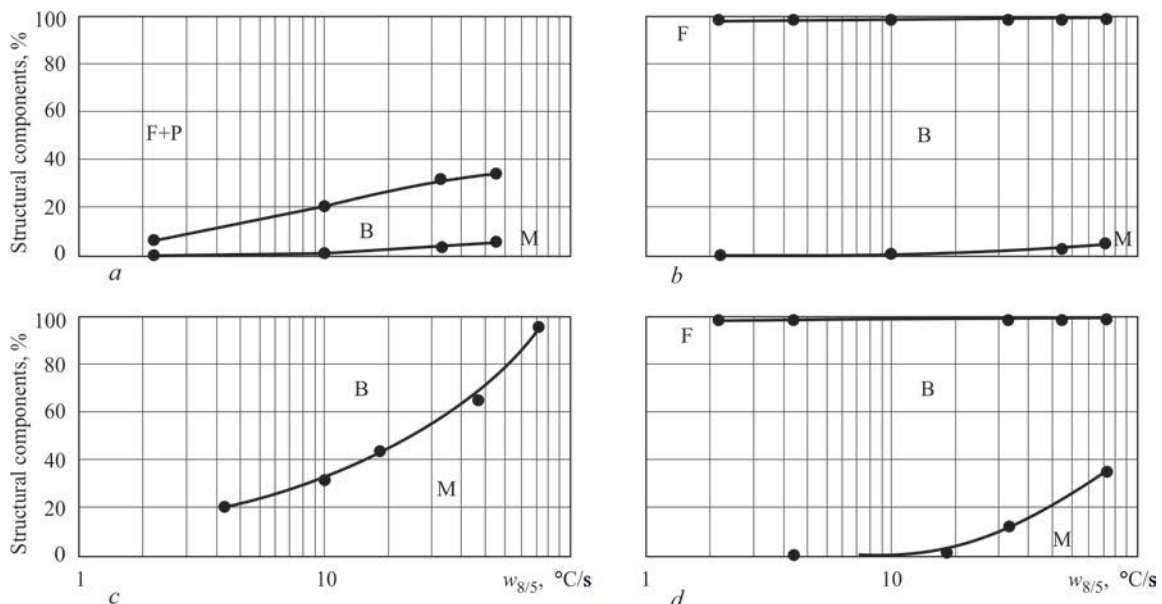 Structural components, %
100
80
60
40
20
0
F+P
B
M
a
F
B
M
b
Structural components, %
100
80
60
40
20
0
B
M
1
10
w8/5, °C/s
c
F
B
M
1
10
w8/5, °C/s
d